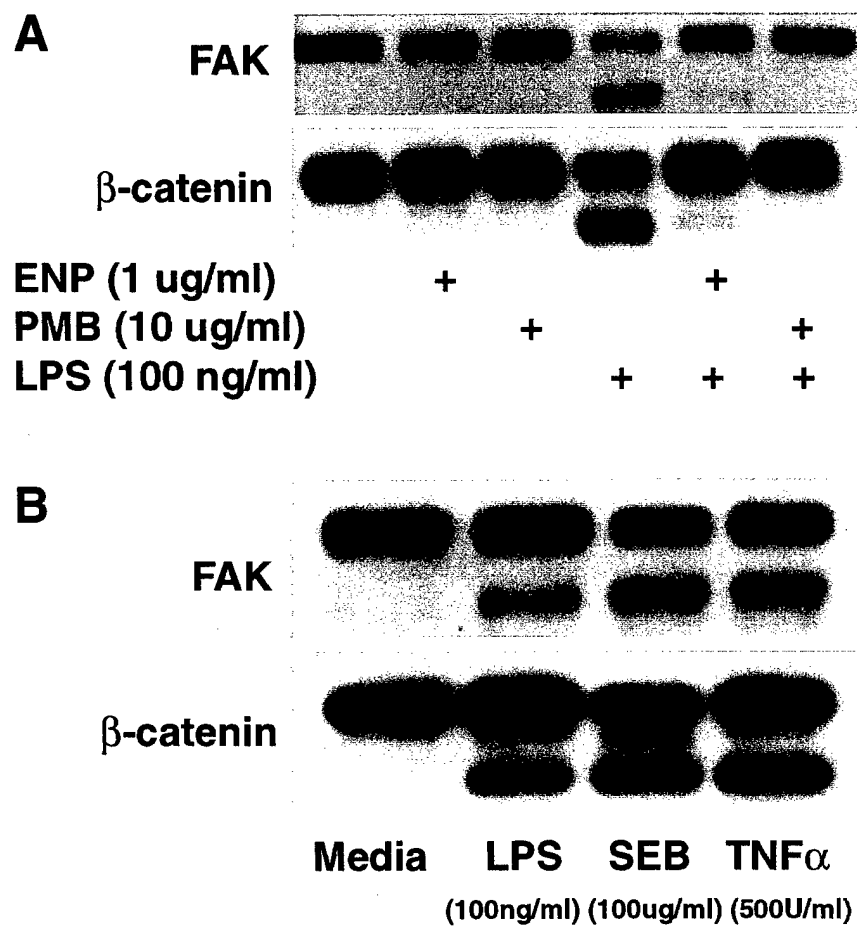 A
FAK
β-catenin
ENP (1 ug/ml) + +
PMB (10 ug/ml) + +
LPS (100 ng/ml) + + +
B
FAK
β-catenin
Media LPS SEB TNFα
(100ng/ml) (100ug/ml) (500U/ml)